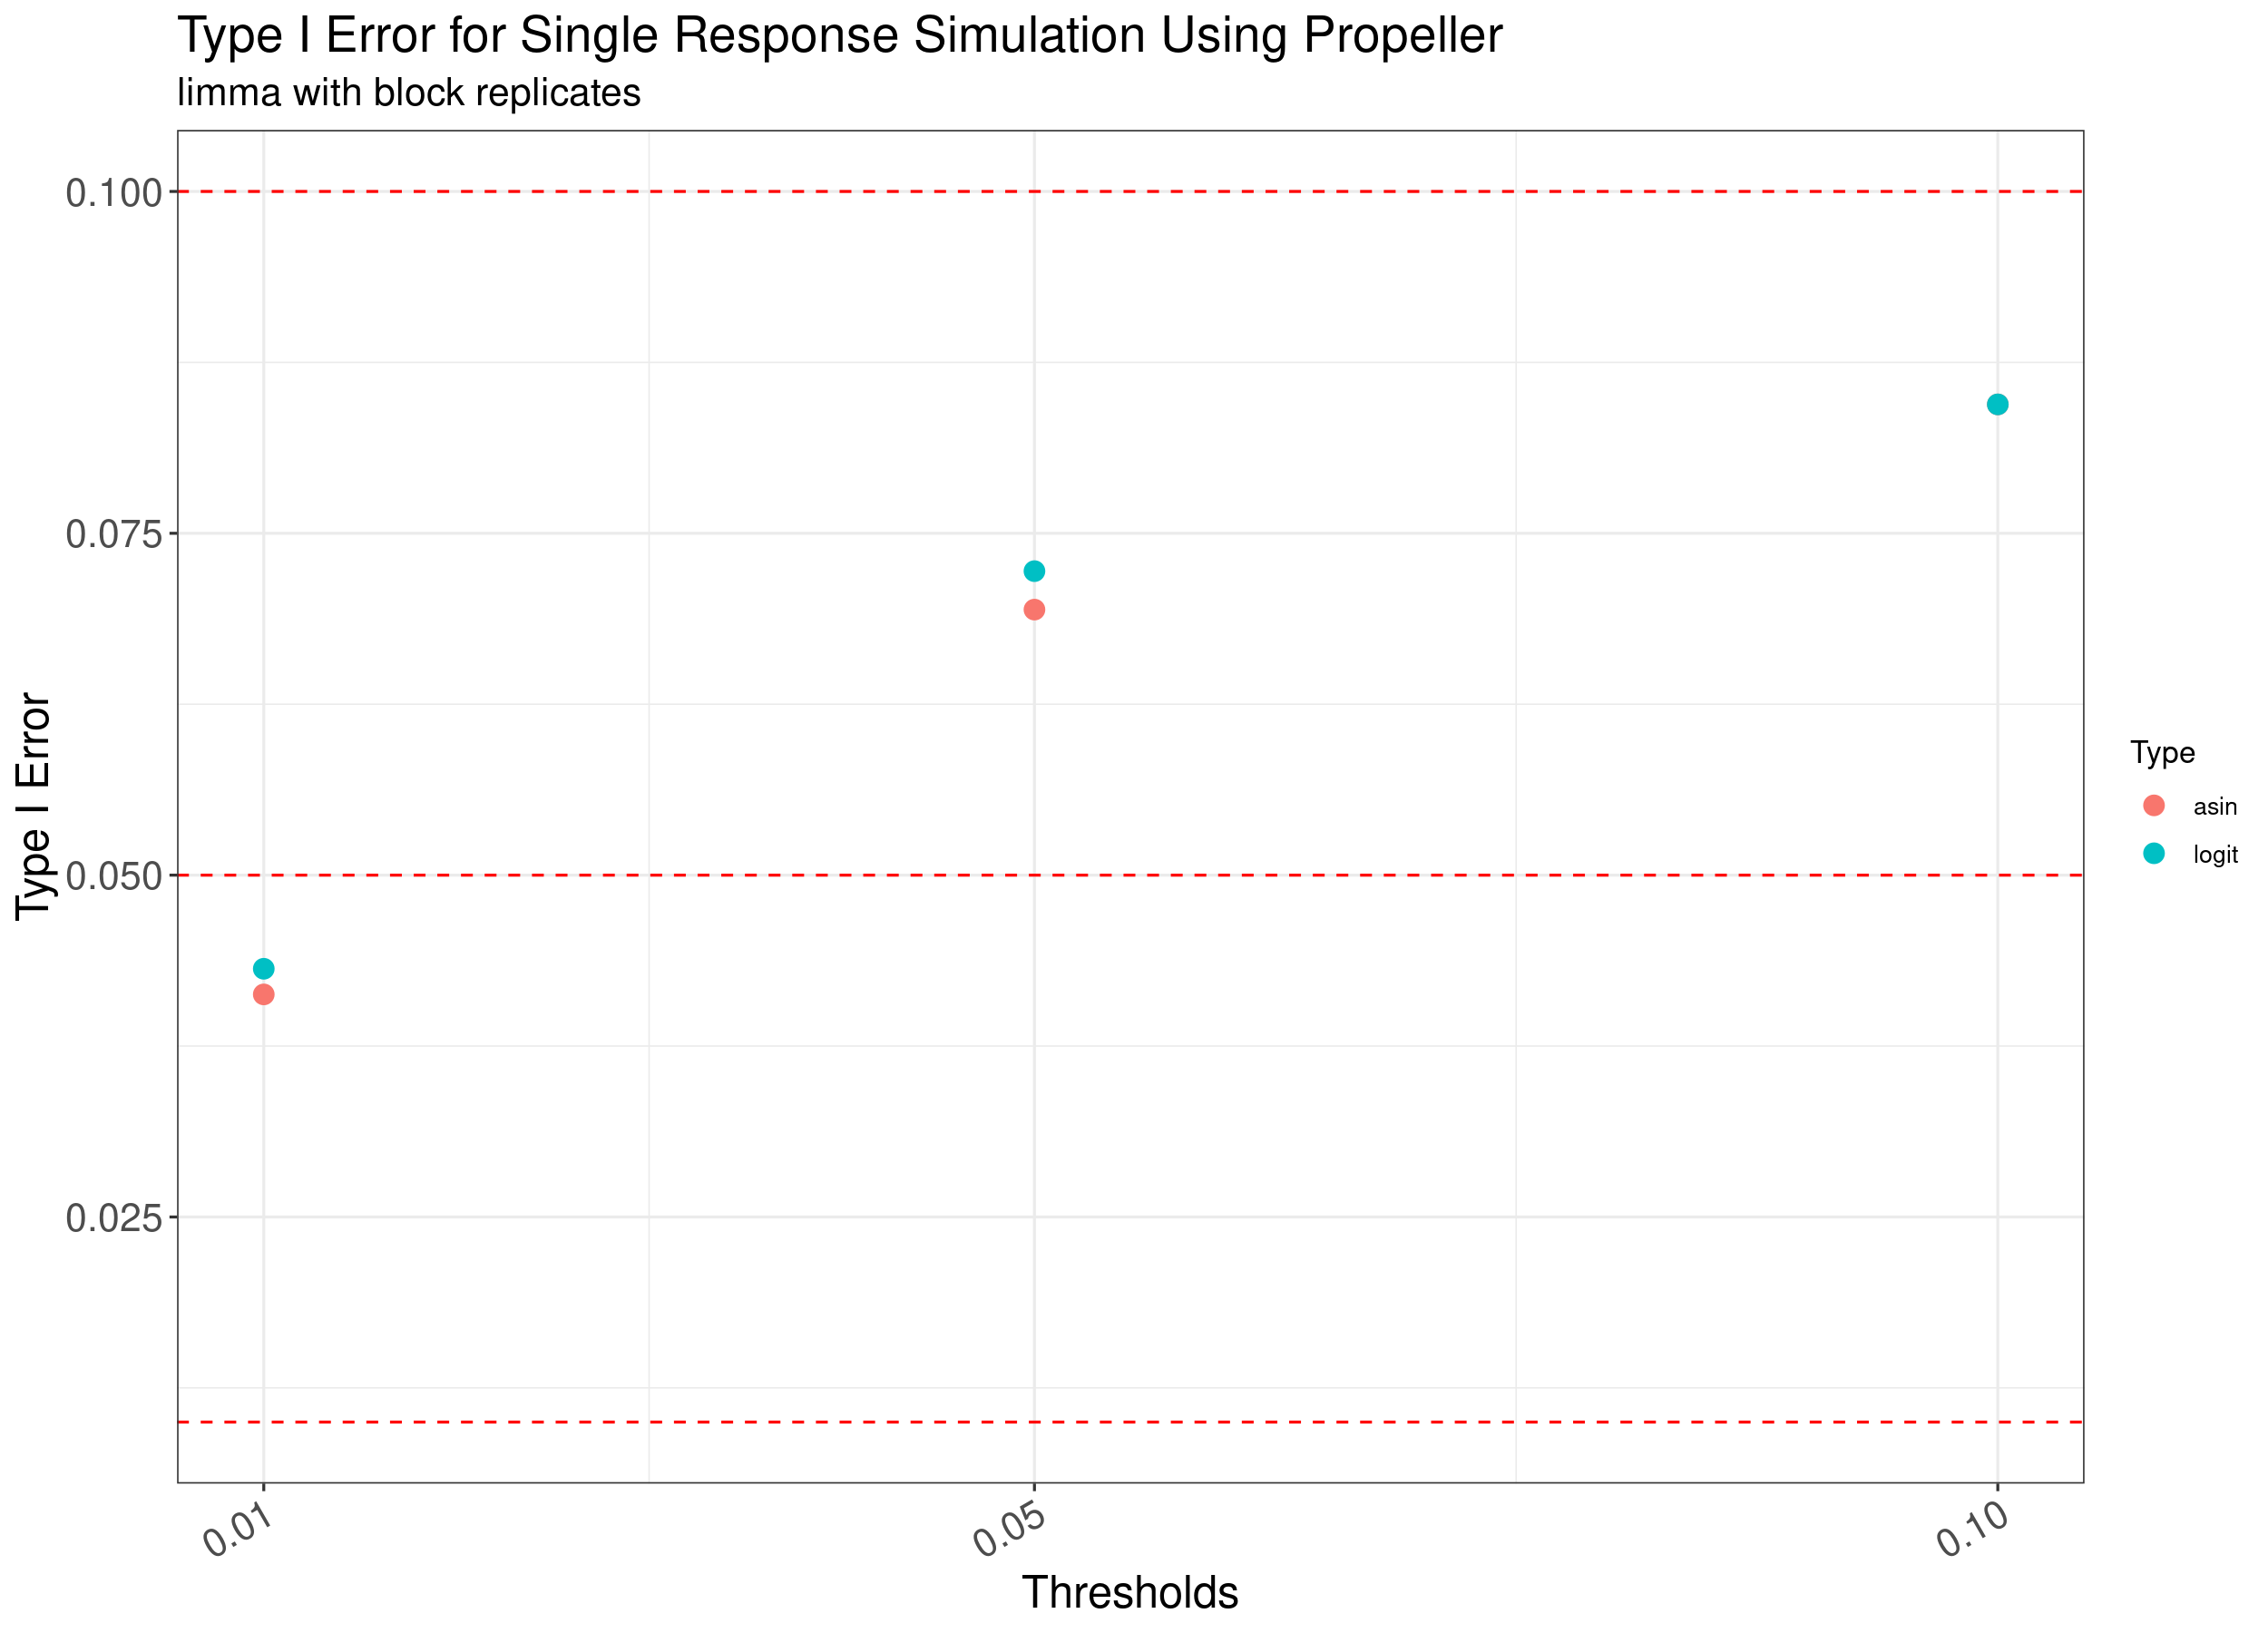 Type I Error for Single Response Simulation Using Propeller
limma with block replicates
Type I Error
0.100
0.075
0.050
0.025
0.01
0.05
0.10
Thresholds
Type
asin
logit